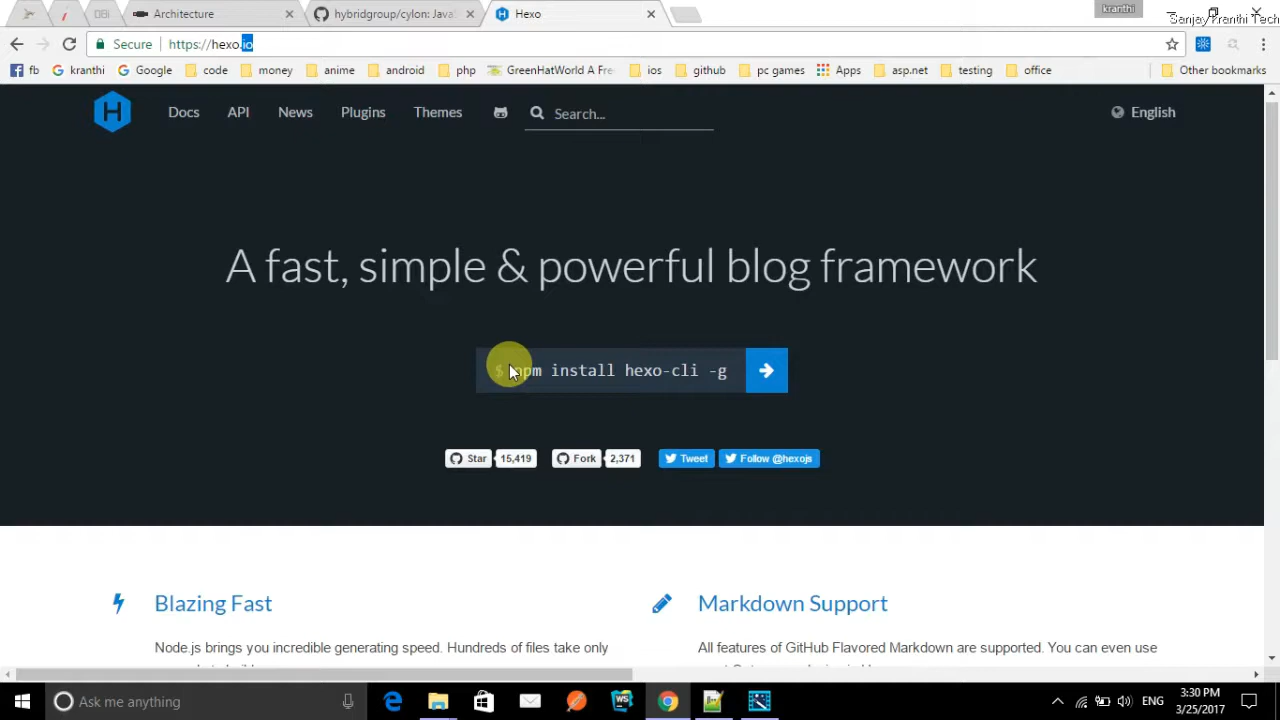 Architecture
hybridgroup/cylon: Java
Hexo
kranthi
Sanjay Kranthi Tech
Secure
https://hexo.io
fb
kranthi
Google
code
money
anime
android
php
GreenHatWorld A Fre
ios
github
pc games
Apps
asp.net
testing
office
Other bookmarks
H
Docs
API
News
Plugins
Themes
Search...
English
A fast, simple & powerful blog framework
$ npm install hexo-cli -g
Star
15,419
Fork
2,371
Tweet
Follow @hexojs
Blazing Fast
Markdown Support
Node.js brings you incredible generating speed. Hundreds of files take only
All features of GitHub Flavored Markdown are supported. You can even use
Ask me anything
ENG
3:30 PM
3/25/2017